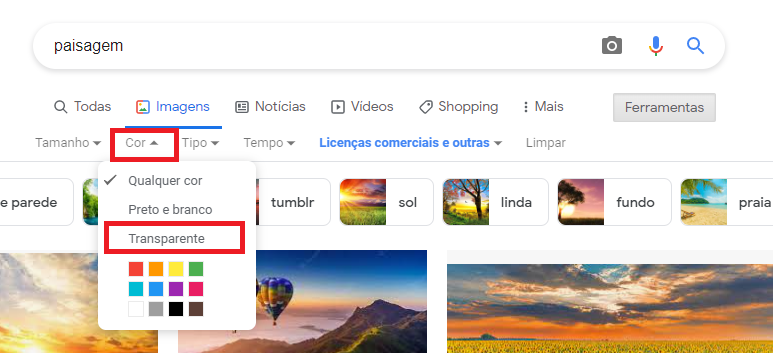 paisagem
Todas Imagens Notícias Vídeos Shopping Mais Ferramentas
Tamanho Cor Tipo Tempo Licenças comerciais e outras Limpar
e parede tumblr sol linda fundo praia
Qualquer cor
Preto e branco
Transparente